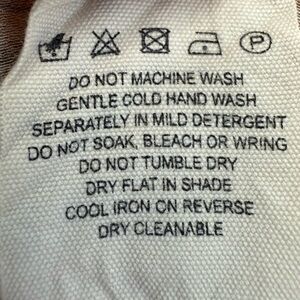 P
DO NOT MACHINE WASH
GENTLE COLD HAND WASH
SEPARATELY IN MILD DETERGENT
DO NOT SOAK, BLEACH OR WRING
DO NOT TUMBLE DRY
DRY FLAT IN SHADE
COOL IRON ON REVERSE
DRY CLEANABLE